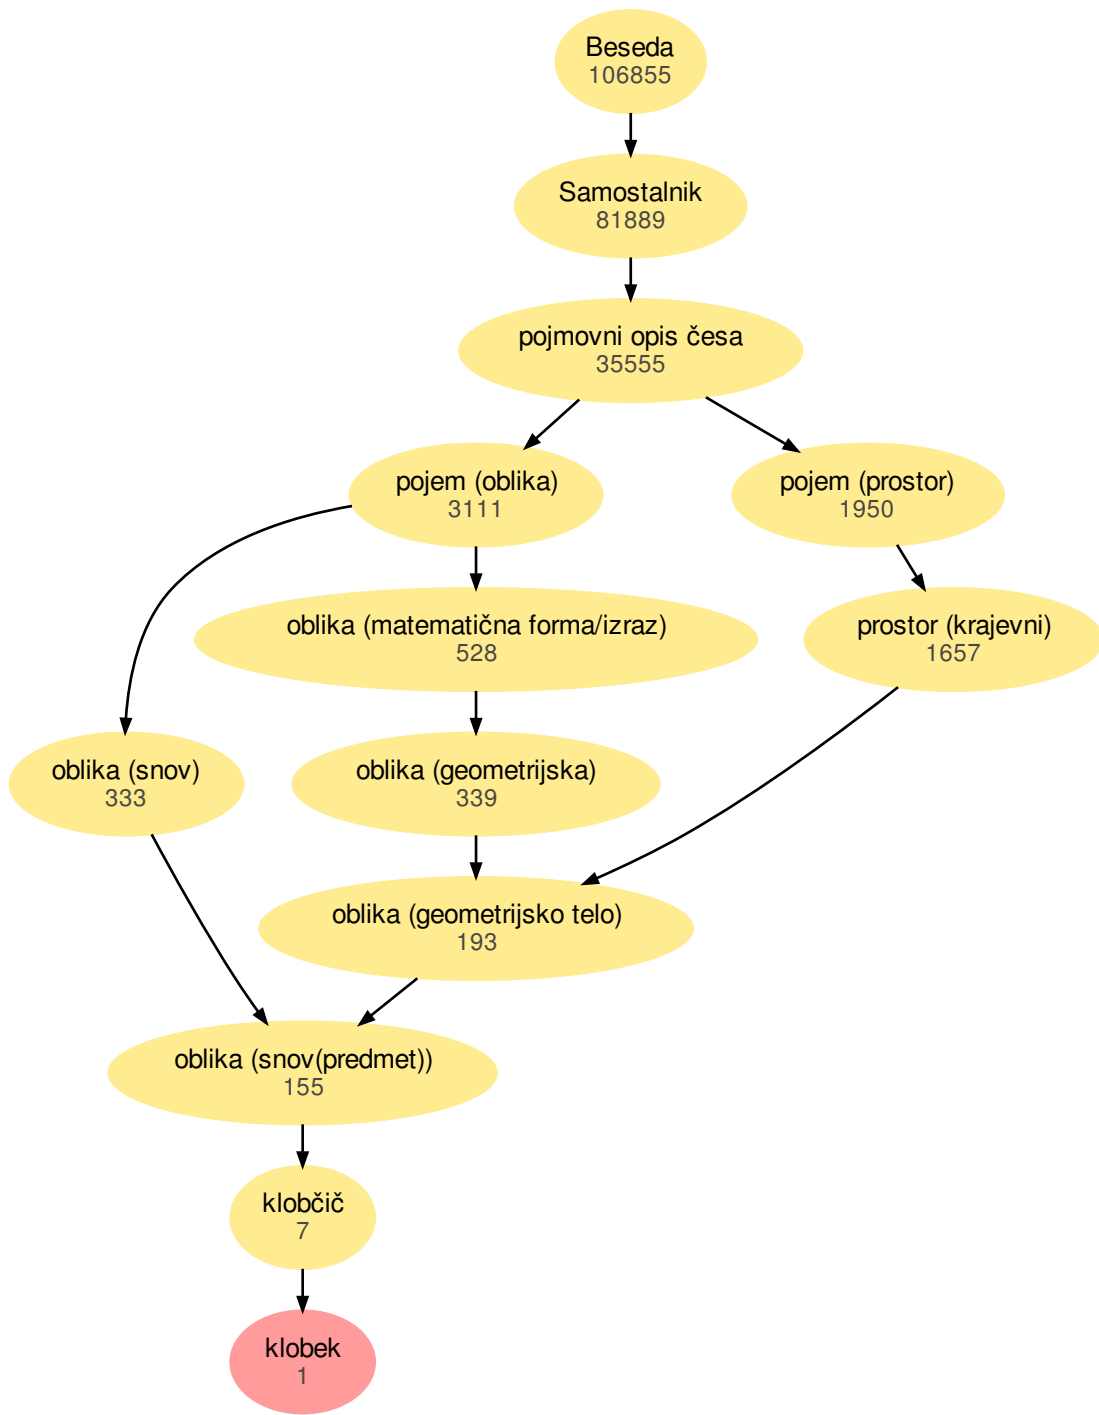 Beseda
106855
Samostalnik
81889
pojmovni opis česa
35555
pojem (oblika)
3111
pojem (prostor)
1950
oblika (matematična forma/izraz)
528
prostor (krajevni)
1657
oblika (snov)
333
oblika (geometrijska)
339
oblika (geometrijsko telo)
193
oblika (snov(predmet))
155
klobčič
7
klobek
1